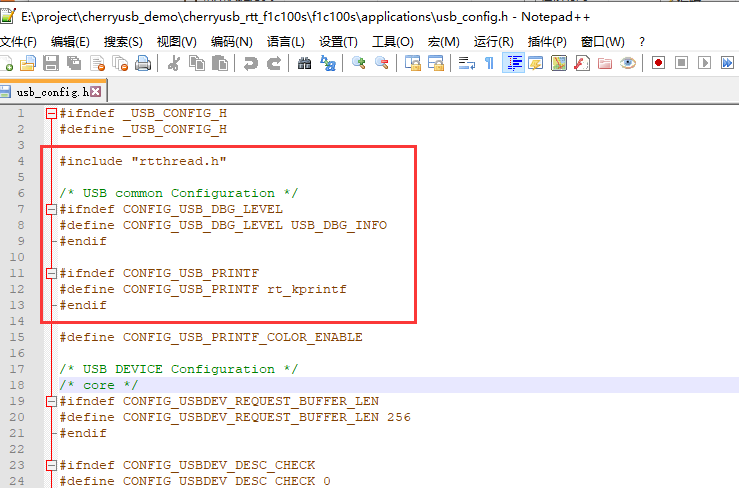 E:\project\cherryusb_demo\cherryusb_rtt_f1c100s\f1c100s\applications\usb_config.h - Notepad++
文件(F) 编辑(E) 搜索(S) 视图(V) 编码(N) 语言(L) 设置(T) 工具(O) 宏(M) 运行(R) 插件(P) 窗口(W) ?
usb_config.h
1 #ifndef _USB_CONFIG_H
2 #define _USB_CONFIG_H
3
4 #include "rtthread.h"
5
6 /* USB common Configuration */
7 #ifndef CONFIG_USB_DBG_LEVEL
8 #define CONFIG_USB_DBG_LEVEL USB_DBG_INFO
9 #endif
10
11 #ifndef CONFIG_USB_PRINTF
12 #define CONFIG_USB_PRINTF rt_kprintf
13 #endif
14
15 #define CONFIG_USB_PRINTF_COLOR_ENABLE
16
17 /* USB DEVICE Configuration */
18 /* core */
19 #ifndef CONFIG_USBDEV_REQUEST_BUFFER_LEN
20 #define CONFIG_USBDEV_REQUEST_BUFFER_LEN 256
21 #endif
22
23 #ifndef CONFIG_USBDEV_DESC_CHECK
24 #define CONFIG_USBDEV_DESC_CHECK 0